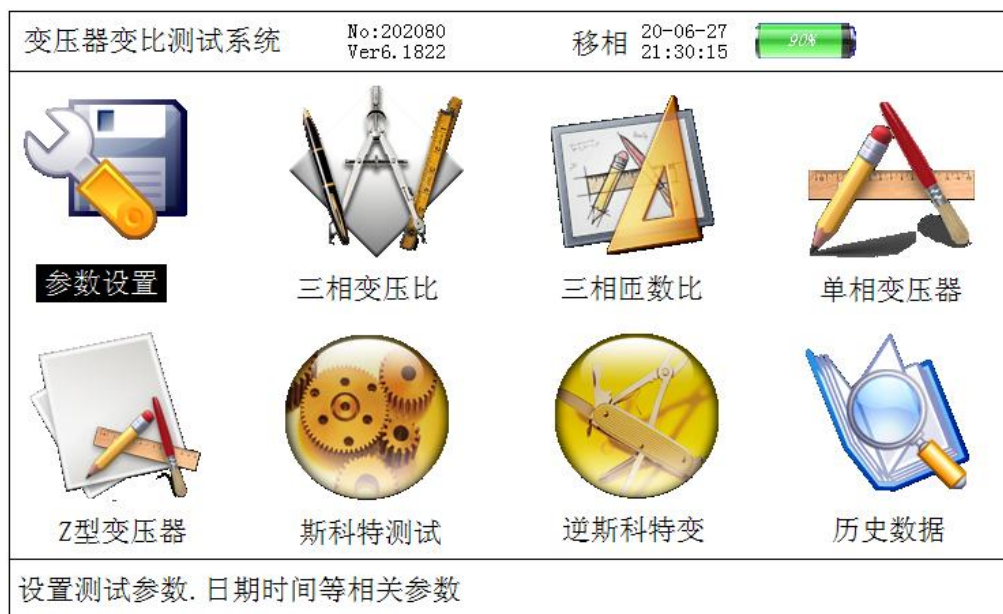 变压器变比测试系统
No:202080
Ver6.1822
移相
20-06-27
21:30:15
90%
参数设置
三相变压比
三相匝数比
单相变压器
Z型变压器
斯科特测试
逆斯科特变
历史数据
设置测试参数.日期时间等相关参数